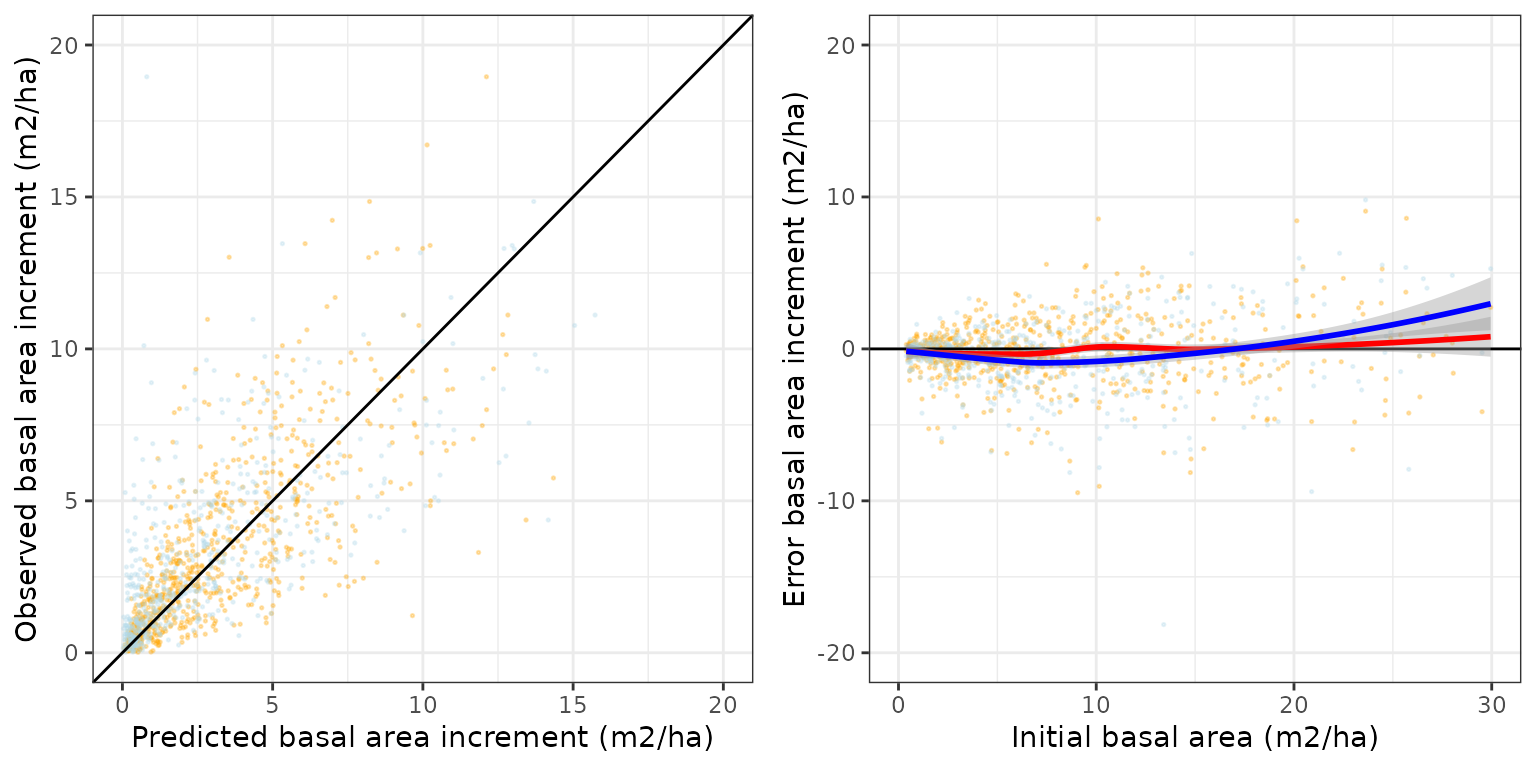 Observed basal area increment (m2/ha)
20
15
10
5
0
0 5 10 15 20
Predicted basal area increment (m2/ha)
Error basal area increment (m2/ha)
20
10
0
-10
-20
0 10 20 30
Initial basal area (m2/ha)